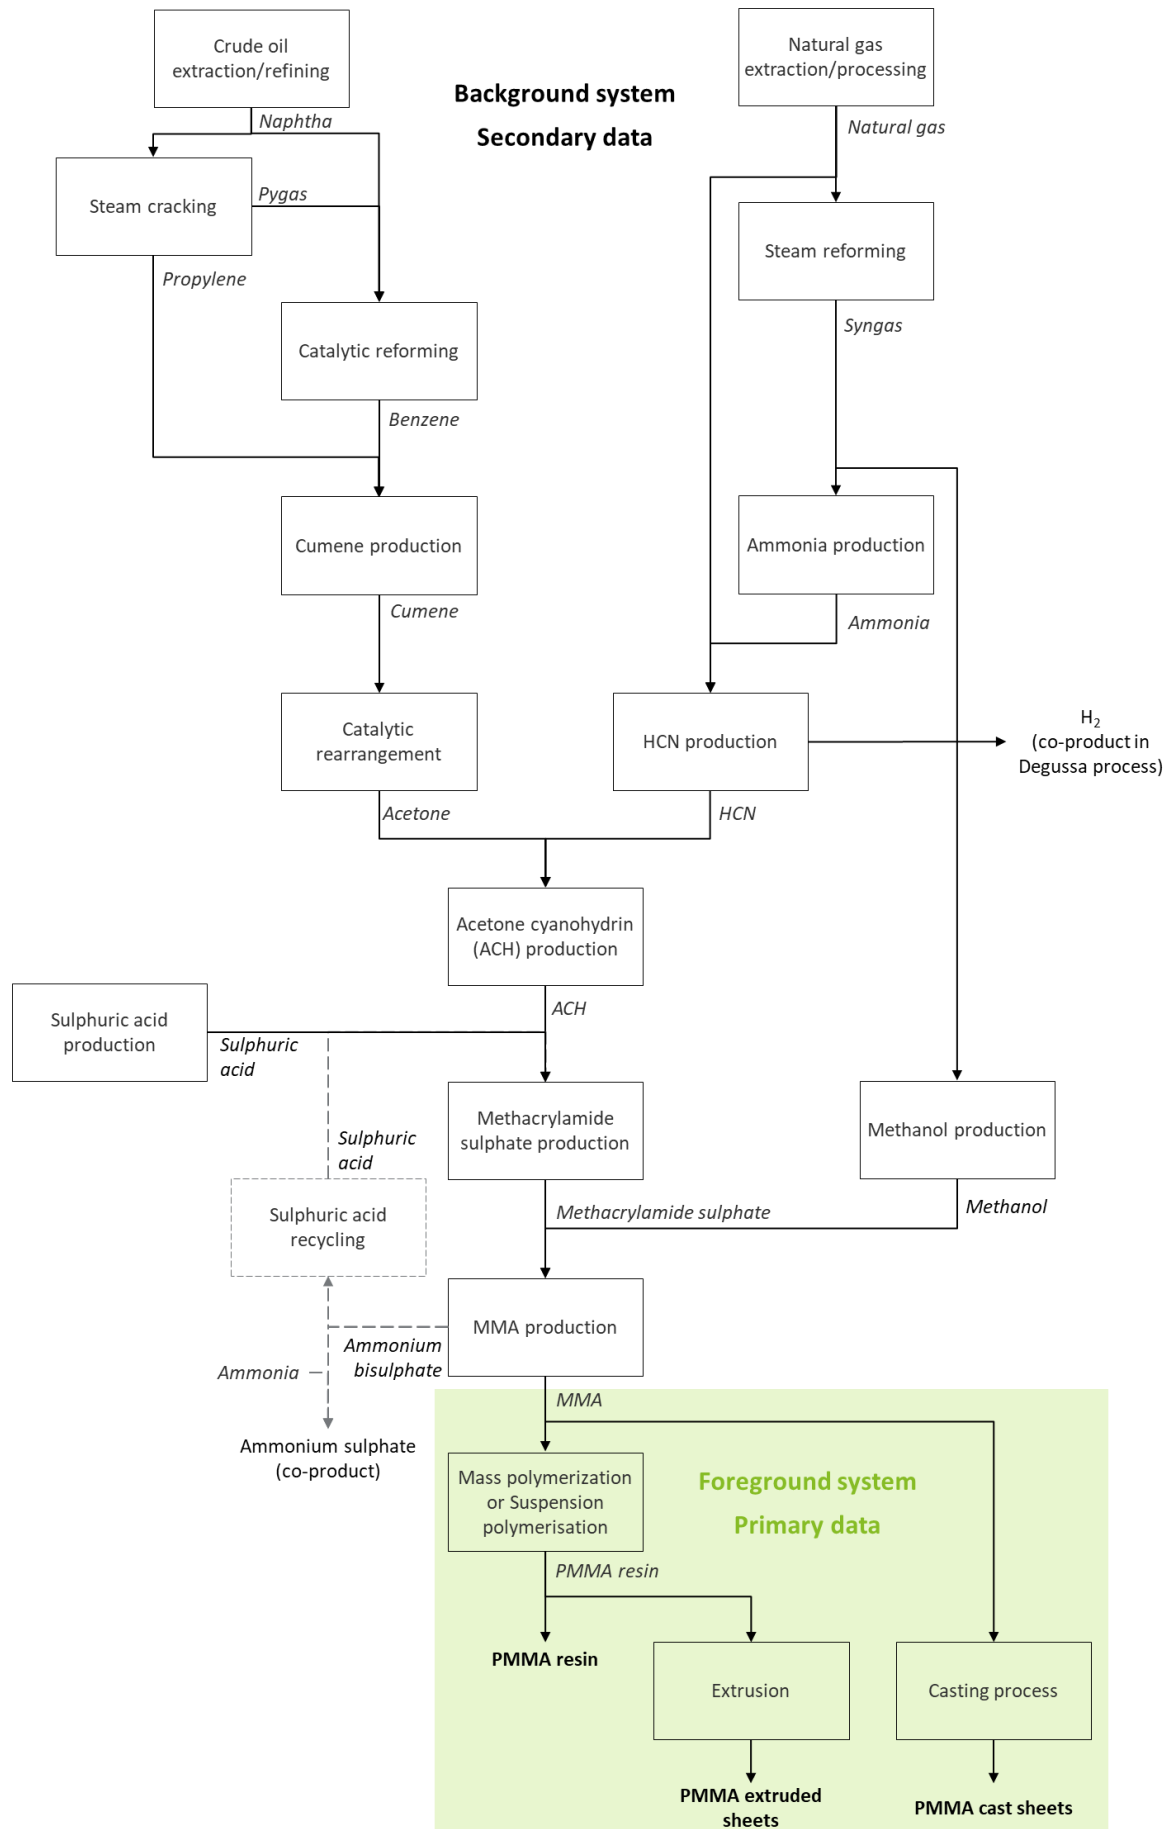 Crude oil
extraction/refining
Natural gas
extraction/processing
Background system
Secondary data
Naphtha
Natural gas
Steam cracking
Pygas
Steam reforming
Propylene
Syngas
Catalytic reforming
Benzene
Cumene production
Ammonia production
Cumene
Ammonia
Catalytic
rearrangement
HCN production
H₂
(co-product in
Degussa process)
Acetone
HCN
Acetone cyanohydrin
(ACH) production
ACH
Sulphuric acid
production
Sulphuric
acid
Methacrylamide
sulphate production
Methanol production
Sulphuric
acid
Sulphuric acid
recycling
Methacrylamide sulphate
Methanol
MMA production
Ammonium
bisulphate
Ammonia
MMA
Ammonium sulphate
(co-product)
Mass polymerization
or Suspension
polymerisation
Foreground system
Primary data
PMMA resin
PMMA resin
Extrusion
Casting process
PMMA extruded
sheets
PMMA cast sheets